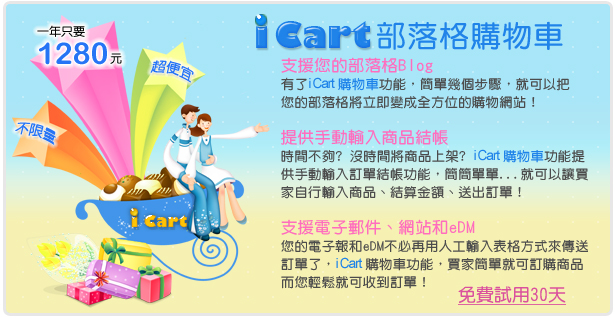 一年只要
1280元
超便宜
不限量
iCart
iCart部落格購物車
支援您的部落格Blog
有了iCart 購物車功能，簡單幾個步驟，就可以把
您的部落格將立即變成全方位的購物網站！
提供手動輸入商品結帳
時間不夠? 沒時間將商品上架? iCart 購物車功能提
供手動輸入訂單結帳功能，簡簡單單...就可以讓買
家自行輸入商品、結算金額、送出訂單！
支援電子郵件、網站和eDM
您的電子報和eDM不必再用人工輸入表格方式來傳送
訂單了，iCart 購物車功能，買家簡單就可訂購商品
而您輕鬆就可收到訂單！
免費試用30天